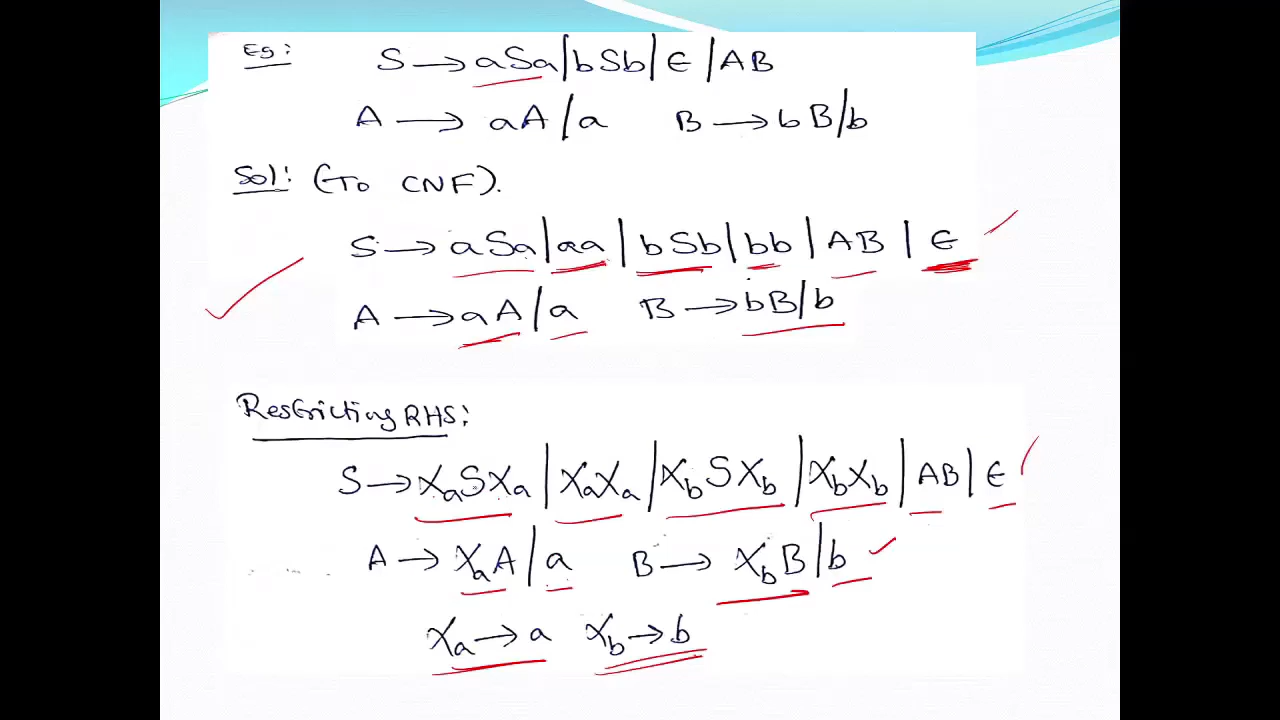 Eg:
S → aSa|bSb|∈|AB
A → aA/a B → bB/b
Sol: (To CNF).
S → aSa|aa|bSb|bb|AB|∈
A → aA/a B → bB/b
Restricting RHS:
S → XaSXa|XaXa|XbSXb|XbXb|AB|∈
A → XaA|a B → XbB|b
Xa → a Xb → b